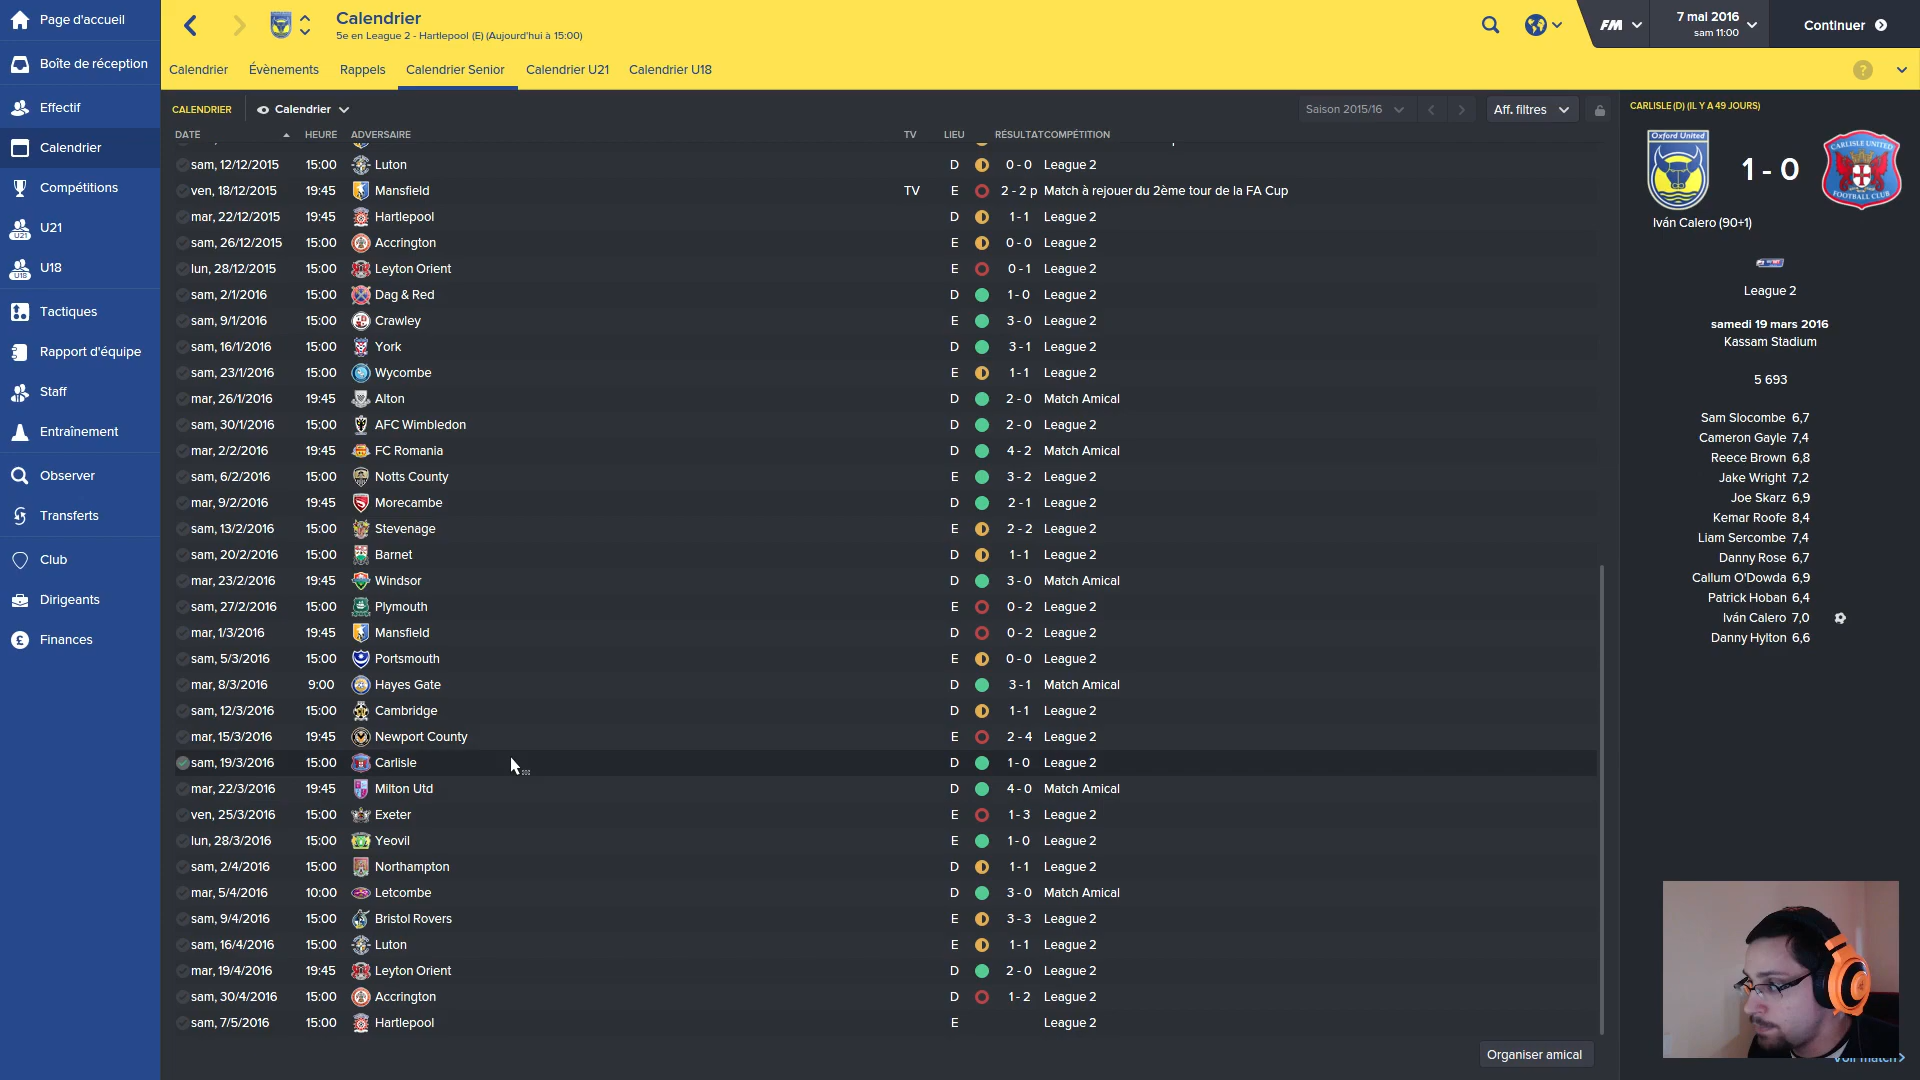 Page d'accueil
Boîte de réception
Effectif
Calendrier
Compétitions
U21
U21
U18
U18
Tactiques
Rapport d'équipe
Staff
Entraînement
Observer
Transferts
Club
Dirigeants
Finances
Calendrier
5e en League 2 - Hartlepool (E) (Aujourd'hui à 15:00)
FM
7 mai 2016
sam 11:00
Continuer
Calendrier Évènements Rappels Calendrier Senior Calendrier U21 Calendrier U18
?
CALENDRIER Calendrier Saison 2015/16 Aff. filtres
DATE HEURE ADVERSAIRE TV LIEU RÉSULTAT COMPÉTITION
sam, 12/12/2015 15:00 Luton D 0 - 0 League 2
ven, 18/12/2015 19:45 Mansfield TV E 2 - 2 p Match à rejouer du 2ème tour de la FA Cup
mar, 22/12/2015 19:45 Hartlepool D 1 - 1 League 2
sam, 26/12/2015 15:00 Accrington E 0 - 0 League 2
lun, 28/12/2015 15:00 Leyton Orient E 0 - 1 League 2
sam, 2/1/2016 15:00 Dag & Red D 1 - 0 League 2
sam, 9/1/2016 15:00 Crawley E 3 - 0 League 2
sam, 16/1/2016 15:00 York D 3 - 1 League 2
sam, 23/1/2016 15:00 Wycombe E 1 - 1 League 2
mar, 26/1/2016 19:45 Alton D 2 - 0 Match Amical
sam, 30/1/2016 15:00 AFC Wimbledon D 2 - 0 League 2
mar, 2/2/2016 19:45 FC Romania D 4 - 2 Match Amical
sam, 6/2/2016 15:00 Notts County E 3 - 2 League 2
mar, 9/2/2016 19:45 Morecambe D 2 - 1 League 2
sam, 13/2/2016 15:00 Stevenage E 2 - 2 League 2
sam, 20/2/2016 15:00 Barnet D 1 - 1 League 2
mar, 23/2/2016 19:45 Windsor D 3 - 0 Match Amical
sam, 27/2/2016 15:00 Plymouth E 0 - 2 League 2
mar, 1/3/2016 19:45 Mansfield D 0 - 2 League 2
sam, 5/3/2016 15:00 Portsmouth E 0 - 0 League 2
mar, 8/3/2016 9:00 Hayes Gate D 3 - 1 Match Amical
sam, 12/3/2016 15:00 Cambridge D 1 - 1 League 2
mar, 15/3/2016 19:45 Newport County E 2 - 4 League 2
sam, 19/3/2016 15:00 Carlisle D 1 - 0 League 2
mar, 22/3/2016 19:45 Milton Utd D 4 - 0 Match Amical
ven, 25/3/2016 15:00 Exeter E 1 - 3 League 2
lun, 28/3/2016 15:00 Yeovil E 1 - 0 League 2
sam, 2/4/2016 15:00 Northampton D 1 - 1 League 2
mar, 5/4/2016 10:00 Letcombe D 3 - 0 Match Amical
sam, 9/4/2016 15:00 Bristol Rovers E 3 - 3 League 2
sam, 16/4/2016 15:00 Luton E 1 - 1 League 2
mar, 19/4/2016 19:45 Leyton Orient D 2 - 0 League 2
sam, 30/4/2016 15:00 Accrington D 1 - 2 League 2
sam, 7/5/2016 15:00 Hartlepool E League 2
Organiser amical
CARLISLE (D) (IL Y A 49 JOURS)
Oxford United
CARLISLE UNITED
FOOTBALL CLUB
1 - 0
Iván Calero (90+1)
League 2
samedi 19 mars 2016
Kassam Stadium
5 693
Sam Slocombe 6,7
Cameron Gayle 7,4
Reece Brown 6,8
Jake Wright 7,2
Joe Skarz 6,9
Kemar Roofe 8,4
Liam Sercombe 7,4
Danny Rose 6,7
Callum O'Dowda 6,9
Patrick Hoban 6,4
Iván Calero 7,0
Danny Hylton 6,6
Voir match